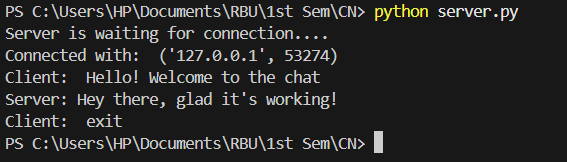 PS C:\Users\HP\Documents\RBU\1st Sem\CN> python server.py
Server is waiting for connection....
Connected with:  ('127.0.0.1', 53274)
Client:  Hello! Welcome to the chat
Server: Hey there, glad it's working!
Client:  exit
PS C:\Users\HP\Documents\RBU\1st Sem\CN>